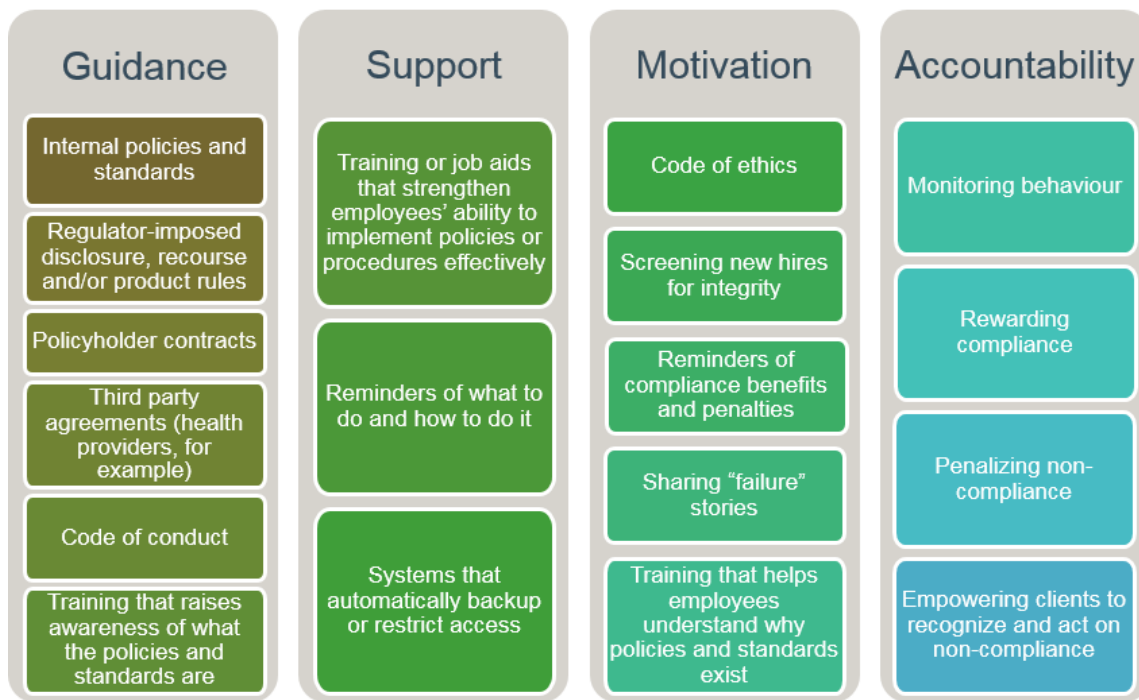 Guidance
Internal policies and
standards
Regulator-imposed
disclosure, recourse
and/or product rules
Policyholder contracts
Third party
agreements (health
providers, for
example)
Code of conduct
Training that raises
awareness of what
the policies and
standards are
Support
Training or job aids
that strengthen
employees’ ability to
implement policies or
procedures effectively
Reminders of what to
do and how to do it
Systems that
automatically backup
or restrict access
Motivation
Code of ethics
Screening new hires
for integrity
Reminders of
compliance benefits
and penalties
Sharing “failure”
stories
Training that helps
employees
understand why
policies and standards
exist
Accountability
Monitoring behaviour
Rewarding
compliance
Penalizing non-
compliance
Empowering clients to
recognize and act on
non-compliance